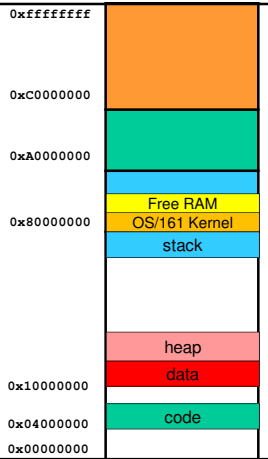 0xffffffff
0xC0000000
0xA0000000
Free RAM
0x80000000 OS/161 Kernel
stack
heap
data
0x10000000
code
0x04000000
0x00000000